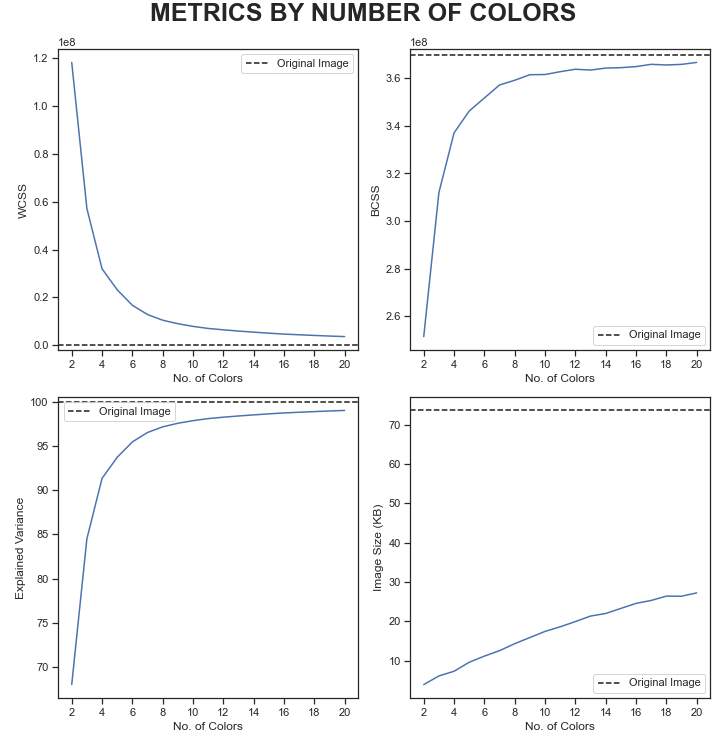 METRICS BY NUMBER OF COLORS
1e8
1.2
1.0
0.8
0.6
0.4
0.2
0.0
WCSS
Original Image
2 4 6 8 10 12 14 16 18 20
No. of Colors
1e8
3.6
3.4
3.2
3.0
2.8
2.6
BCSS
Original Image
2 4 6 8 10 12 14 16 18 20
No. of Colors
100
95
90
85
80
75
70
Explained Variance
Original Image
2 4 6 8 10 12 14 16 18 20
No. of Colors
70
60
50
40
30
20
10
Image Size (KB)
Original Image
2 4 6 8 10 12 14 16 18 20
No. of Colors